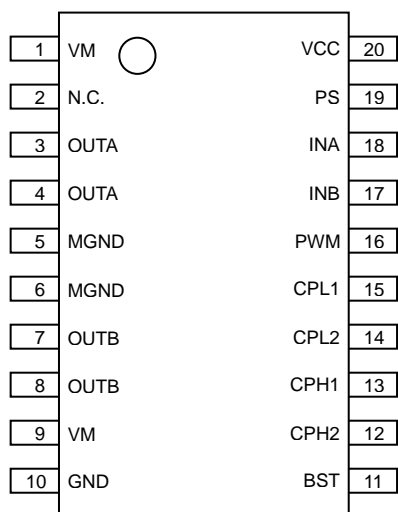 1 VM VCC 20
2 N.C. PS 19
3 OUTA INA 18
4 OUTA INB 17
5 MGND PWM 16
6 MGND CPL1 15
7 OUTB CPL2 14
8 OUTB CPH1 13
9 VM CPH2 12
10 GND BST 11